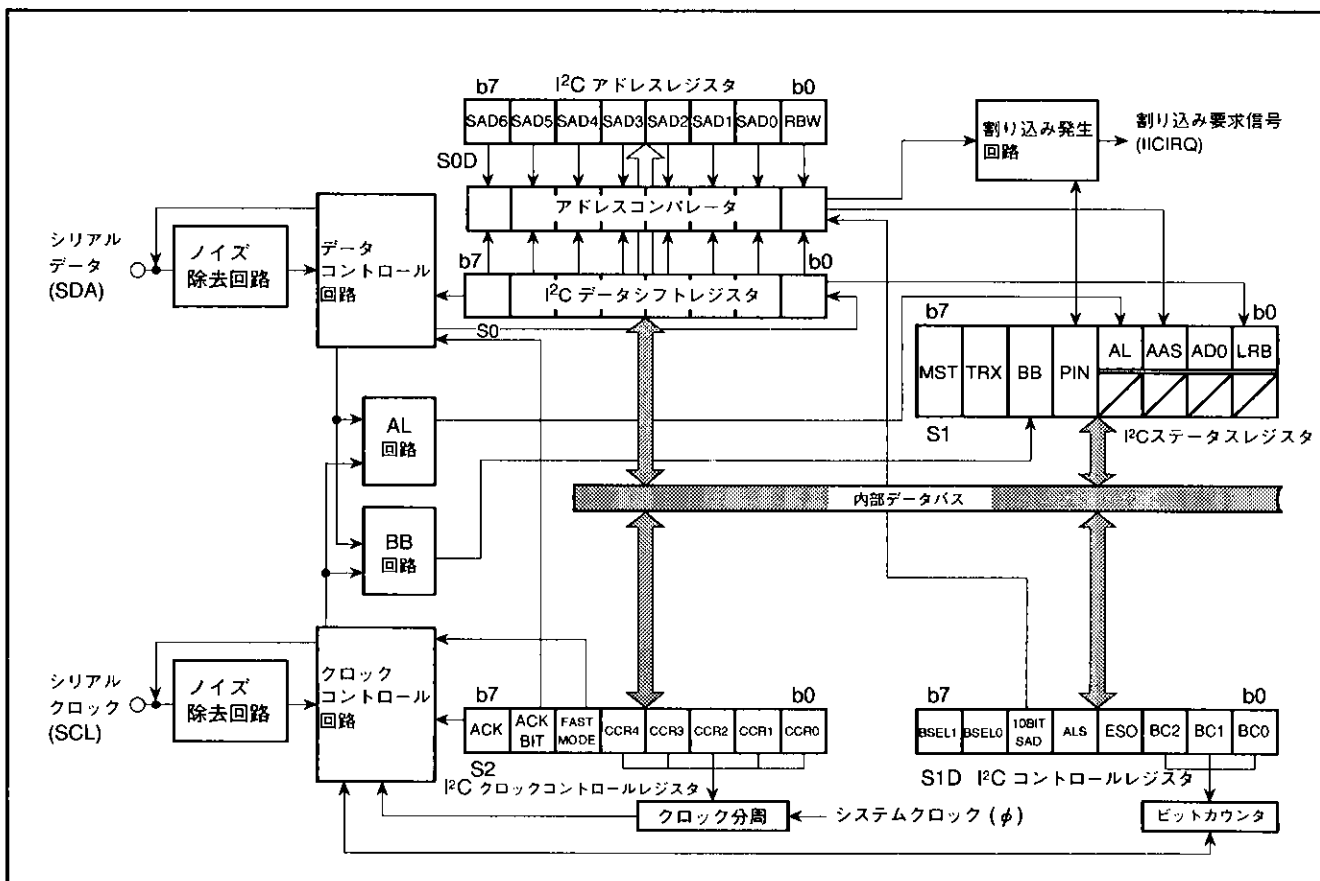 b7 I²C アドレスレジスタ b0
SAD6 SAD5 SAD4 SAD3 SAD2 SAD1 SAD0 RBW
S0D
アドレスコンパレータ
割り込み発生
回路
割り込み要求信号
(IICIRQ)
シリアル
データ
(SDA)
ノイズ
除去回路
データ
コントロール
回路
b7 b0
I²C データシフトレジスタ
S0
b7 b0
MST TRX BB PIN AL AAS AD0 LRB
S1
I²Cステータスレジスタ
AL
回路
内部データバス
BB
回路
シリアル
クロック
(SCL)
ノイズ
除去回路
クロック
コントロール
回路
b7 b0
ACK ACK BIT FAST MODE CCR4 CCR3 CCR2 CCR1 CCR0
S2
I²C クロックコントロールレジスタ
クロック分周
システムクロック (φ)
b7 b0
BSEL1 BSEL0 10BIT SAD ALS ESO BC2 BC1 BC0
S1D I²C コントロールレジスタ
ビットカウンタ